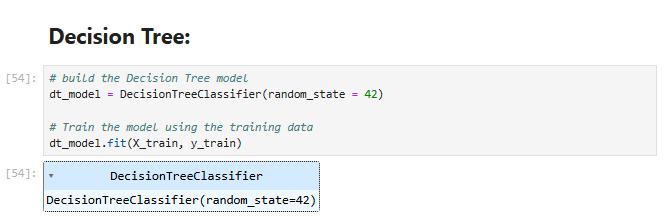 Decision Tree:
[54]:
# build the Decision Tree model
dt_model = DecisionTreeClassifier(random_state = 42)
# Train the model using the training data
dt_model.fit(X_train, y_train)
[54]:
▾ DecisionTreeClassifier
DecisionTreeClassifier(random_state=42)